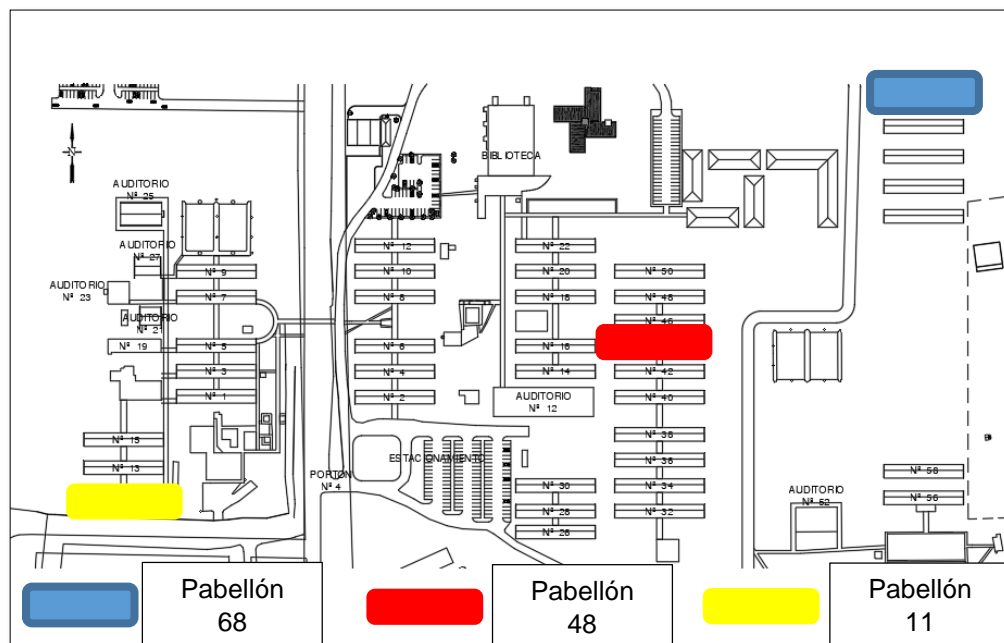 BIBLIOTECA
AUDITORIO
Nº 25
AUDITORIO
Nº 27
AUDITORIO
Nº 23
AUDITORIO
Nº 2
Nº 19
Nº 9
Nº 7
Nº 5
Nº 3
Nº 1
Nº 15
Nº 13
Nº 12
Nº 10
Nº 8
Nº 6
Nº 4
Nº 2
Nº 22
Nº 20
Nº 18
Nº 16
Nº 14
AUDITORIO
Nº 12
Nº 50
Nº 48
Nº 46
Nº 42
Nº 40
Nº 38
Nº 36
Nº 34
Nº 32
ESTACIONAMIENTO
PORTON
Nº 4
Nº 30
Nº 28
Nº 26
AUDITORIO
Nº 52
Nº 58
Nº 56
Pabellón
68
Pabellón
48
Pabellón
11